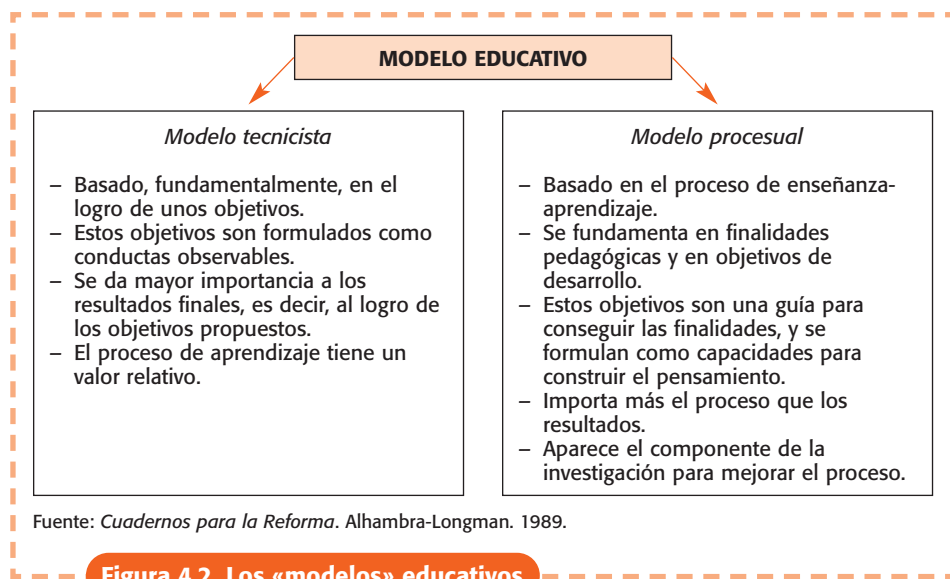 MODELO EDUCATIVO
Modelo tecnicista
– Basado, fundamentalmente, en el
logro de unos objetivos.
– Estos objetivos son formulados como
conductas observables.
– Se da mayor importancia a los
resultados finales, es decir, al logro de
los objetivos propuestos.
– El proceso de aprendizaje tiene un
valor relativo.
Modelo procesual
– Basado en el proceso de enseñanza-
aprendizaje.
– Se fundamenta en finalidades
pedagógicas y en objetivos de
desarrollo.
– Estos objetivos son una guía para
conseguir las finalidades, y se
formulan como capacidades para
construir el pensamiento.
– Importa más el proceso que los
resultados.
– Aparece el componente de la
investigación para mejorar el proceso.
Fuente: Cuadernos para la Reforma. Alhambra-Longman. 1989.
Figura 4.2. Los «modelos» educativos